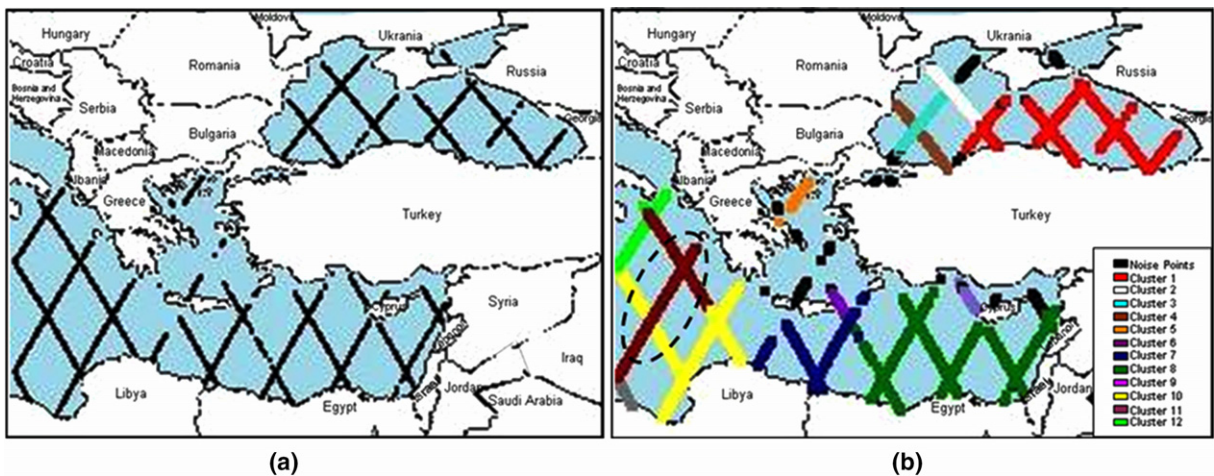 Moldova
Hungary
Ukrania
Croatia
Romania
Russia
Bosnia and
Herzegovina
Serbia
Georgia
Bulgaria
Macedonia
Albania
Greece
Turkey
Cyprus
Syria
Lebanon
Iraq
Israel
Jordan
Libya
Egypt
Saudi Arabia
(a)
Moldova
Hungary
Ukrania
Croatia
Romania
Russia
Bosnia and
Herzegovina
Serbia
Georgia
Bulgaria
Macedonia
Albania
Greece
Turkey
Cyprus
Lebanon
Israel
Jordan
Libya
Egypt
Noise Points
Cluster 1
Cluster 2
Cluster 3
Cluster 4
Cluster 5
Cluster 6
Cluster 7
Cluster 8
Cluster 9
Cluster 10
Cluster 11
Cluster 12
(b)